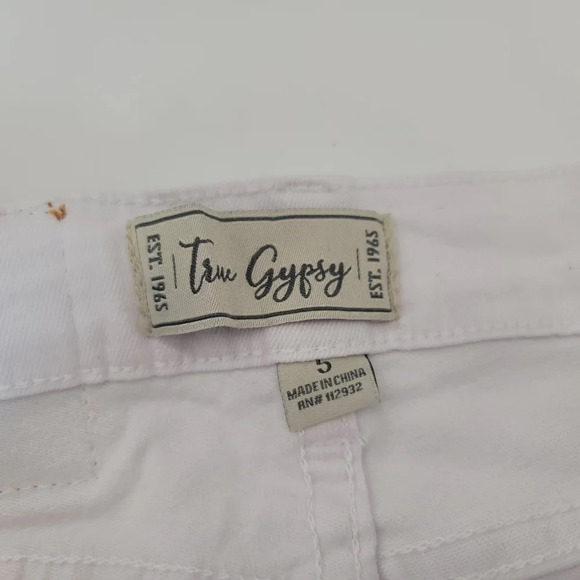 EST. 1965
True Gypsy
EST. 1965
5
MADE IN CHINA
RN# 112932